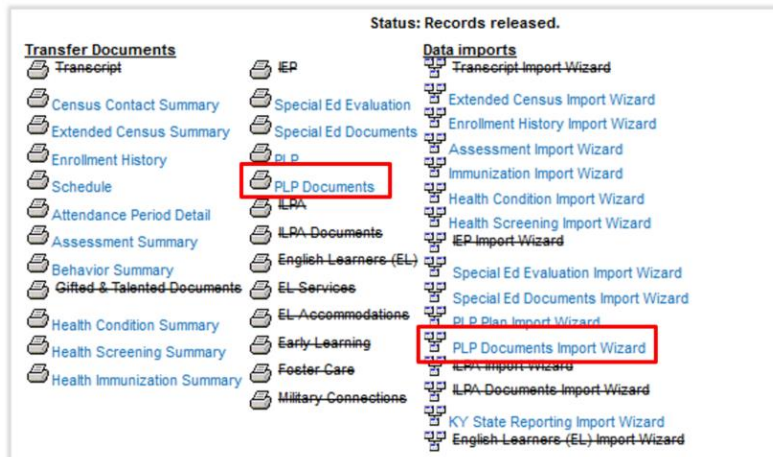 Status: Records released.
Transfer Documents
Transcript
Census Contact Summary
Extended Census Summary
Enrollment History
Schedule
Attendance Period Detail
Assessment Summary
Behavior Summary
Gifted & Talented Documents
Health Condition Summary
Health Screening Summary
Health Immunization Summary
IEP
Special Ed Evaluation
Special Ed Documents
PLP
PLP Documents
ILPA
ILPA Documents
English Learners (EL)
EL Services
EL Accommodations
Early Learning
Foster Care
Military Connections
Data imports
Transcript Import Wizard
Extended Census Import Wizard
Enrollment History Import Wizard
Assessment Import Wizard
Immunization Import Wizard
Health Condition Import Wizard
Health Screening Import Wizard
IEP Import Wizard
Special Ed Evaluation Import Wizard
Special Ed Documents Import Wizard
PLP Plan Import Wizard
PLP Documents Import Wizard
ILPA Import Wizard
ILPA Documents Import Wizard
KY State Reporting Import Wizard
English Learners (EL) Import Wizard